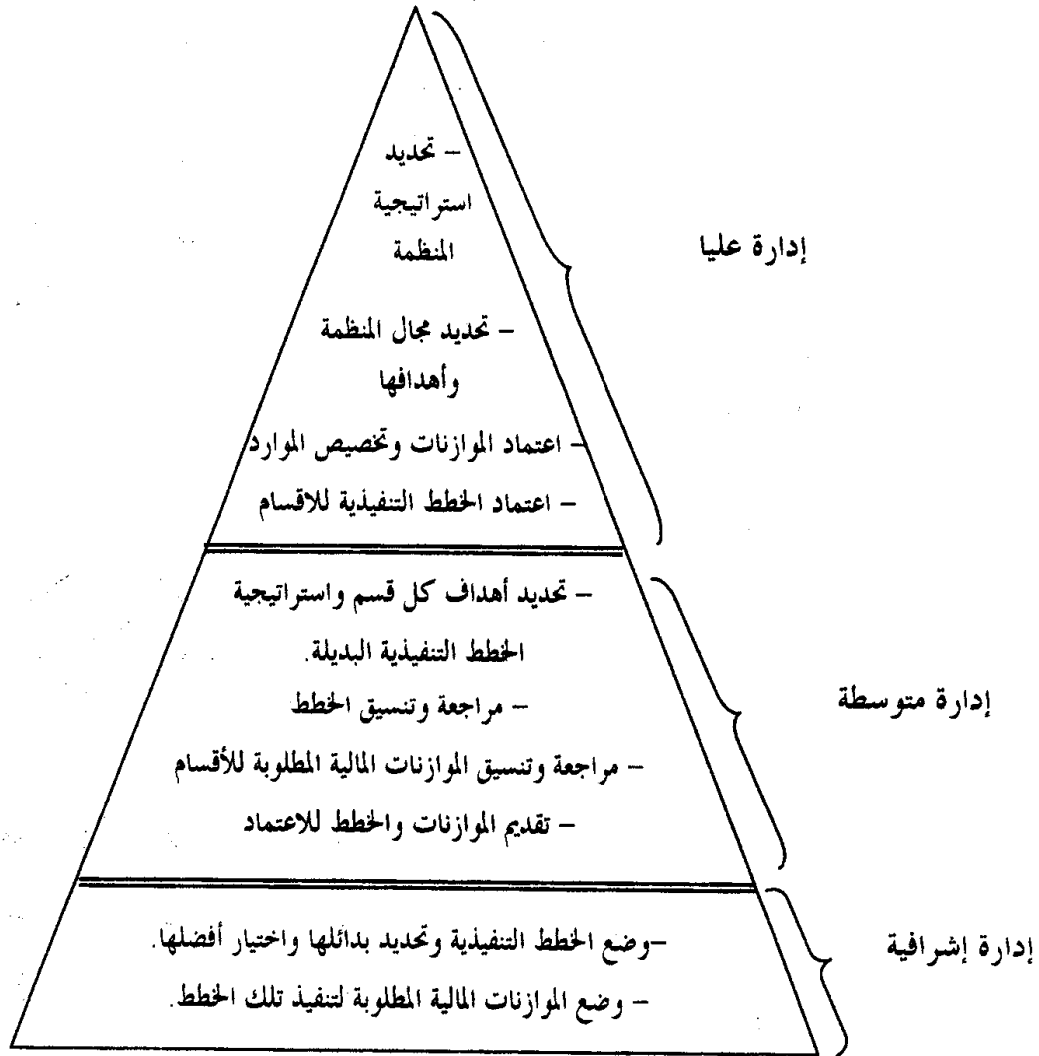 – تحديد
استراتيجية
المنظمة
إدارة عليا
– تحديد مجال المنظمة
وأهدافها
– اعتماد الموازنات وتخصيص الموارد
– اعتماد الخطط التنفيذية للاقسام
– تحديد أهداف كل قسم واستراتيجية
الخطط التنفيذية البديلة.
إدارة متوسطة
– مراجعة وتنسيق الخطط
– مراجعة وتنسيق الموازنات المالية المطلوبة للأقسام
– تقديم الموازنات والخطط للاعتماد
–وضع الخطط التنفيذية وتحديد بدائلها واختيار أفضلها.
إدارة إشرافية
– وضع الموازنات المالية المطلوبة لتنفيذ تلك الخطط.